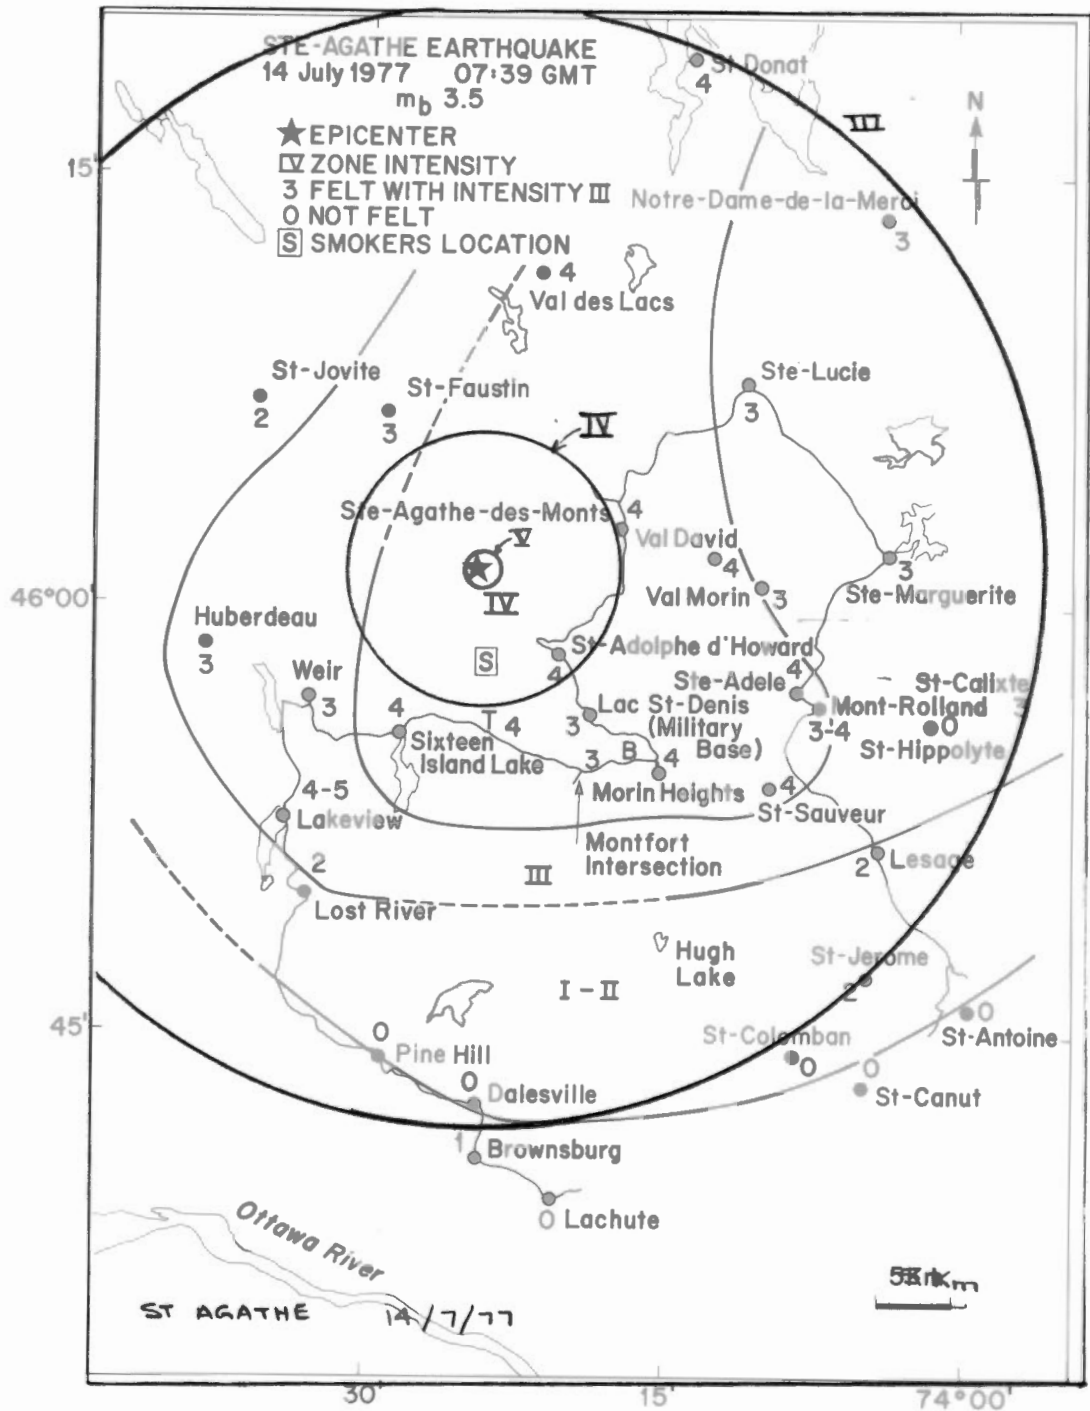 STE-AGATHE EARTHQUAKE
14 July 1977 07:39 GMT
mb 3.5
★ EPICENTER
IV ZONE INTENSITY
3 FELT WITH INTENSITY III
0 NOT FELT
S SMOKERS LOCATION
St-Donat
4
III
N
15'
Notre-Dame-de-la-Merci
3
4
Val des Lacs
St-Jovite
2
St-Faustin
3
Ste-Lucie
3
IV
Ste-Agathe-des-Monts
4
V
IV
Val David
4
Val Morin
3
3
Ste-Marguerite
46°00'
Huberdeau
3
S
St-Adolphe d'Howard
4
Weir
3
Ste-Adele
4
St-Calixte
3
Mont-Rolland
3-4
0
St-Hippolyte
Lac St-Denis
3
(Military
Base)
4
T 4
Sixteen
Island Lake
3
B
4
Morin Heights
4
St-Sauveur
4-5
Lakeview
Montfort
Intersection
III
2
Lost River
2
Lesage
Hugh
Lake
I-II
St-Jerome
2
0
St-Antoine
45'
0
Pine Hill
St-Colomban
0
0
St-Canut
0
Dalesville
1
Brownsburg
0 Lachute
Ottawa River
ST AGATHE 14/7/77
30'
15'
74°00'